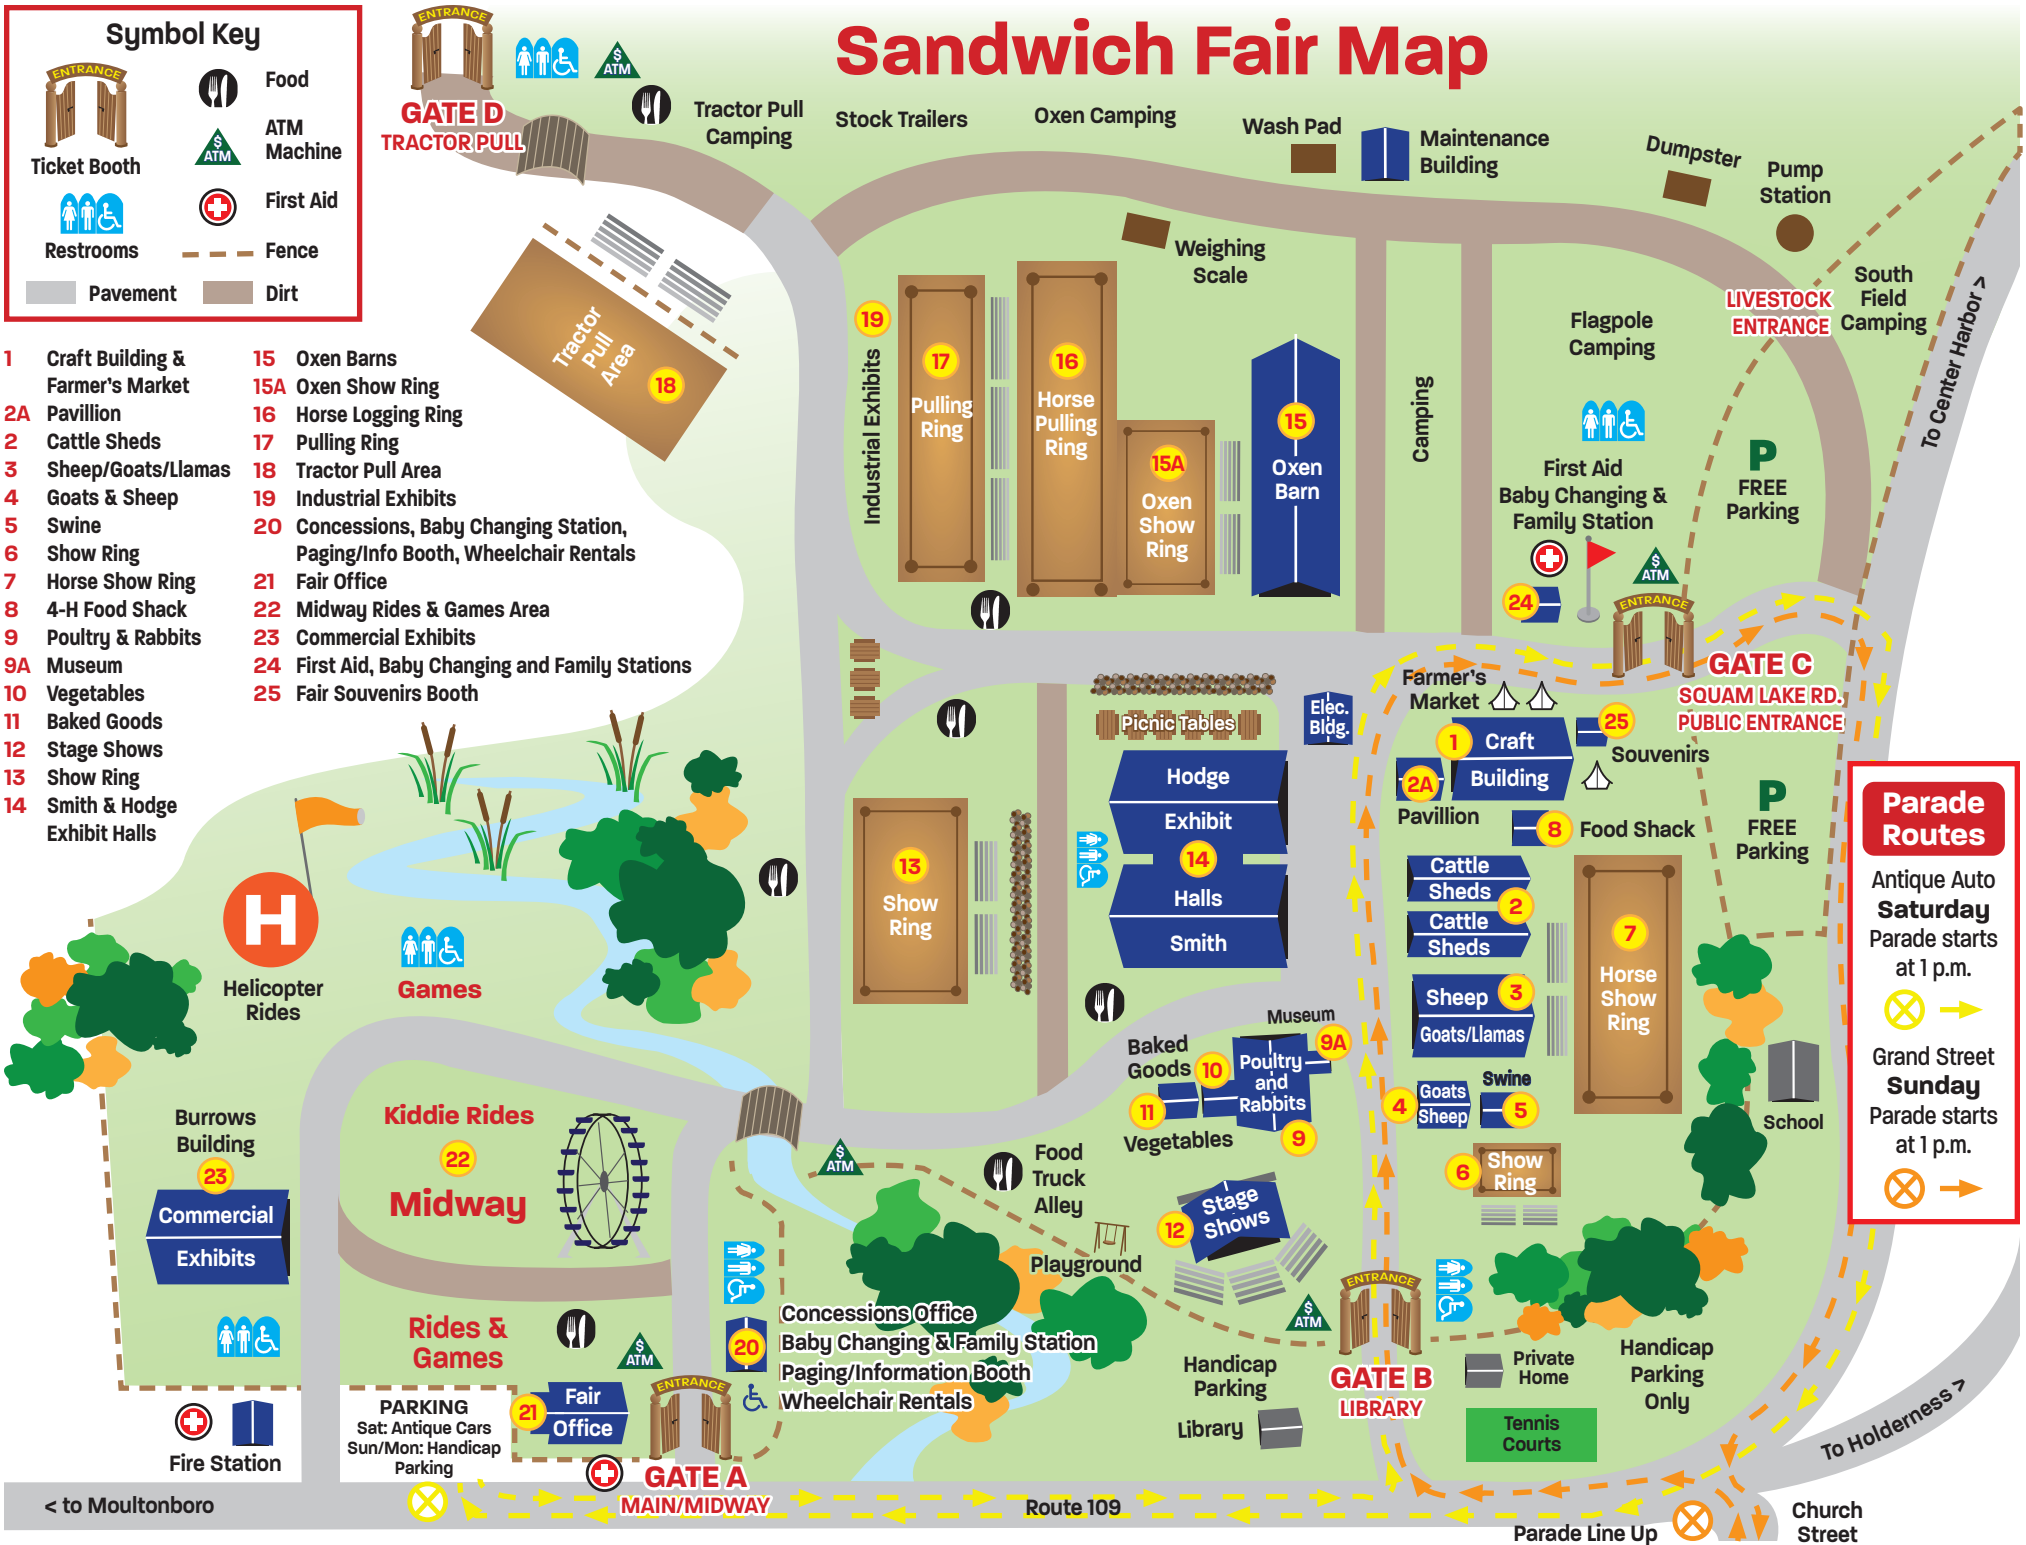 Sandwich Fair Map
Symbol Key
ENTRANCE
Ticket Booth
Food
$
ATM
ATM
Machine
Restrooms
First Aid
Fence
Pavement
Dirt
1 Craft Building &
Farmer's Market
2A Pavillion
2 Cattle Sheds
3 Sheep/Goats/Llamas
4 Goats & Sheep
5 Swine
6 Show Ring
7 Horse Show Ring
8 4-H Food Shack
9 Poultry & Rabbits
9A Museum
10 Vegetables
11 Baked Goods
12 Stage Shows
13 Show Ring
14 Smith & Hodge
Exhibit Halls
15 Oxen Barns
15A Oxen Show Ring
16 Horse Logging Ring
17 Pulling Ring
18 Tractor Pull Area
19 Industrial Exhibits
20 Concessions, Baby Changing Station,
Paging/Info Booth, Wheelchair Rentals
21 Fair Office
22 Midway Rides & Games Area
23 Commercial Exhibits
24 First Aid, Baby Changing and Family Stations
25 Fair Souvenirs Booth
ENTRANCE
GATE D
TRACTOR PULL
$
ATM
Tractor Pull
Camping
Stock Trailers
Oxen Camping
Wash Pad
Maintenance
Building
Dumpster
Pump
Station
Weighing
Scale
South
Field
Camping
LIVESTOCK
ENTRANCE
To Center Harbor >
Tractor
Pull
Area
18
19
Industrial Exhibits
17
Pulling
Ring
16
Horse
Pulling
Ring
15A
Oxen
Show
Ring
15
Oxen
Barn
Camping
Flagpole
Camping
First Aid
Baby Changing &
Family Station
24
$
ATM
P
FREE
Parking
ENTRANCE
GATE C
SQUAM LAKE RD.
PUBLIC ENTRANCE
Farmer's
Market
Picnic Tables
Elec.
Bldg.
1
Craft
Building
25
Souvenirs
2A
Pavillion
8
Food Shack
P
FREE
Parking
Hodge
Exhibit
14
Halls
Smith
13
Show
Ring
Cattle
Sheds
2
Cattle
Sheds
Sheep
3
Goats/Llamas
7
Horse
Show
Ring
4
Goats
Sheep
Swine
5
6
Show
Ring
School
Parade
Routes
Antique Auto
Saturday
Parade starts
at 1 p.m.
Grand Street
Sunday
Parade starts
at 1 p.m.
H
Helicopter
Rides
Games
Museum
9A
Baked
Goods
10
Poultry
and
Rabbits
11
Vegetables
9
Burrows
Building
23
Commercial
Exhibits
Kiddie Rides
22
Midway
$
ATM
Food
Truck
Alley
Playground
12
Stage
Shows
Rides &
Games
$
ATM
20
Concessions Office
Baby Changing & Family Station
Paging/Information Booth
Wheelchair Rentals
$
ATM
ENTRANCE
GATE B
LIBRARY
Handicap
Parking
Library
Private
Home
Handicap
Parking
Only
Tennis
Courts
Fire Station
PARKING
Sat: Antique Cars
Sun/Mon: Handicap
Parking
21
Fair
Office
ENTRANCE
GATE A
MAIN/MIDWAY
< to Moultonboro
Route 109
To Holderness >
Parade Line Up
Church
Street